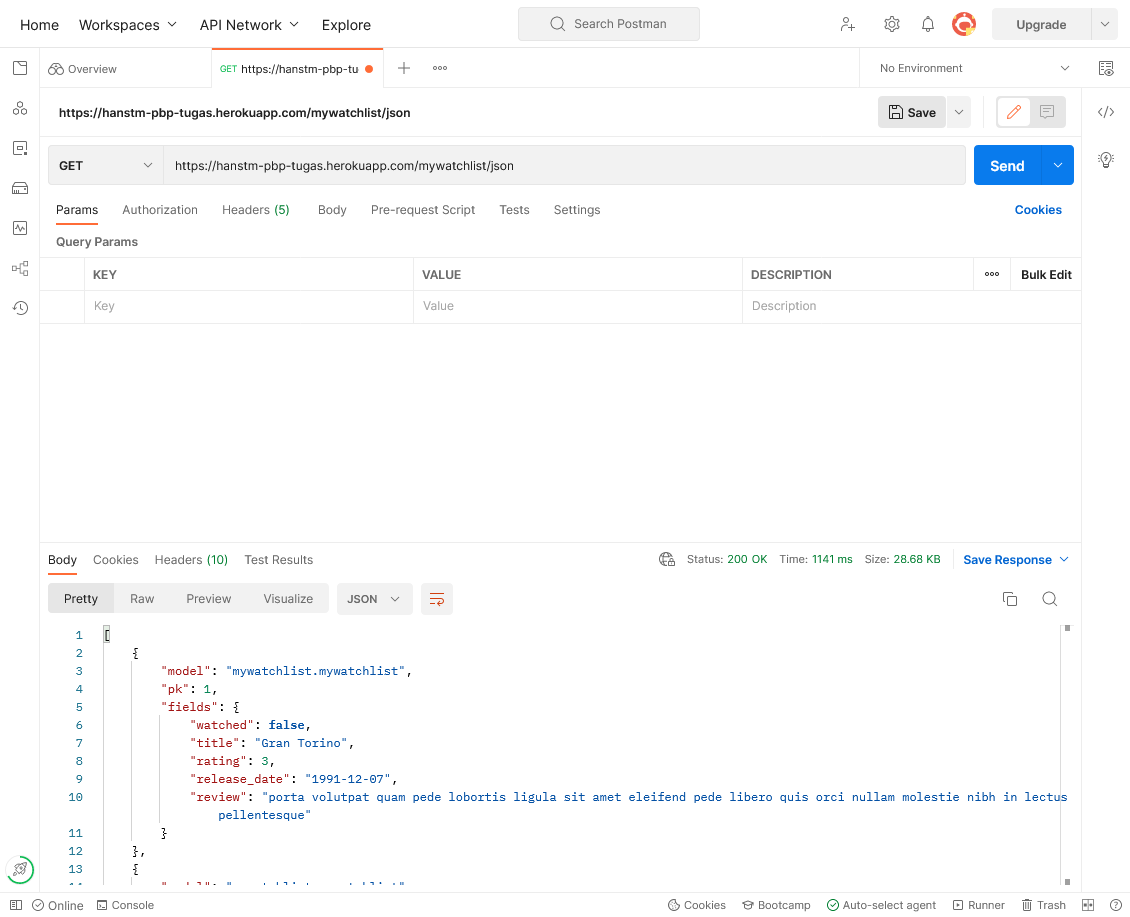 Home Workspaces API Network Explore Search Postman Upgrade
Overview GET https://hanstm-pbp-tu No Environment
https://hanstm-pbp-tugas.herokuapp.com/mywatchlist/json Save
GET https://hanstm-pbp-tugas.herokuapp.com/mywatchlist/json Send
Params Authorization Headers (5) Body Pre-request Script Tests Settings Cookies
Query Params
KEY VALUE DESCRIPTION Bulk Edit
Key Value Description
Body Cookies Headers (10) Test Results Status: 200 OK Time: 1141 ms Size: 28.68 KB Save Response
Pretty Raw Preview Visualize JSON
1 [
2 {
3 "model": "mywatchlist.mywatchlist",
4 "pk": 1,
5 "fields": {
6 "watched": false,
7 "title": "Gran Torino",
8 "rating": 3,
9 "release_date": "1991-12-07",
10 "review": "porta volutpat quam pede lobortis ligula sit amet eleifend pede libero quis orci nullam molestie nibh in lectus
pellentesque"
11 }
12 },
13 {
Online Console Cookies Bootcamp Auto-select agent Runner Trash